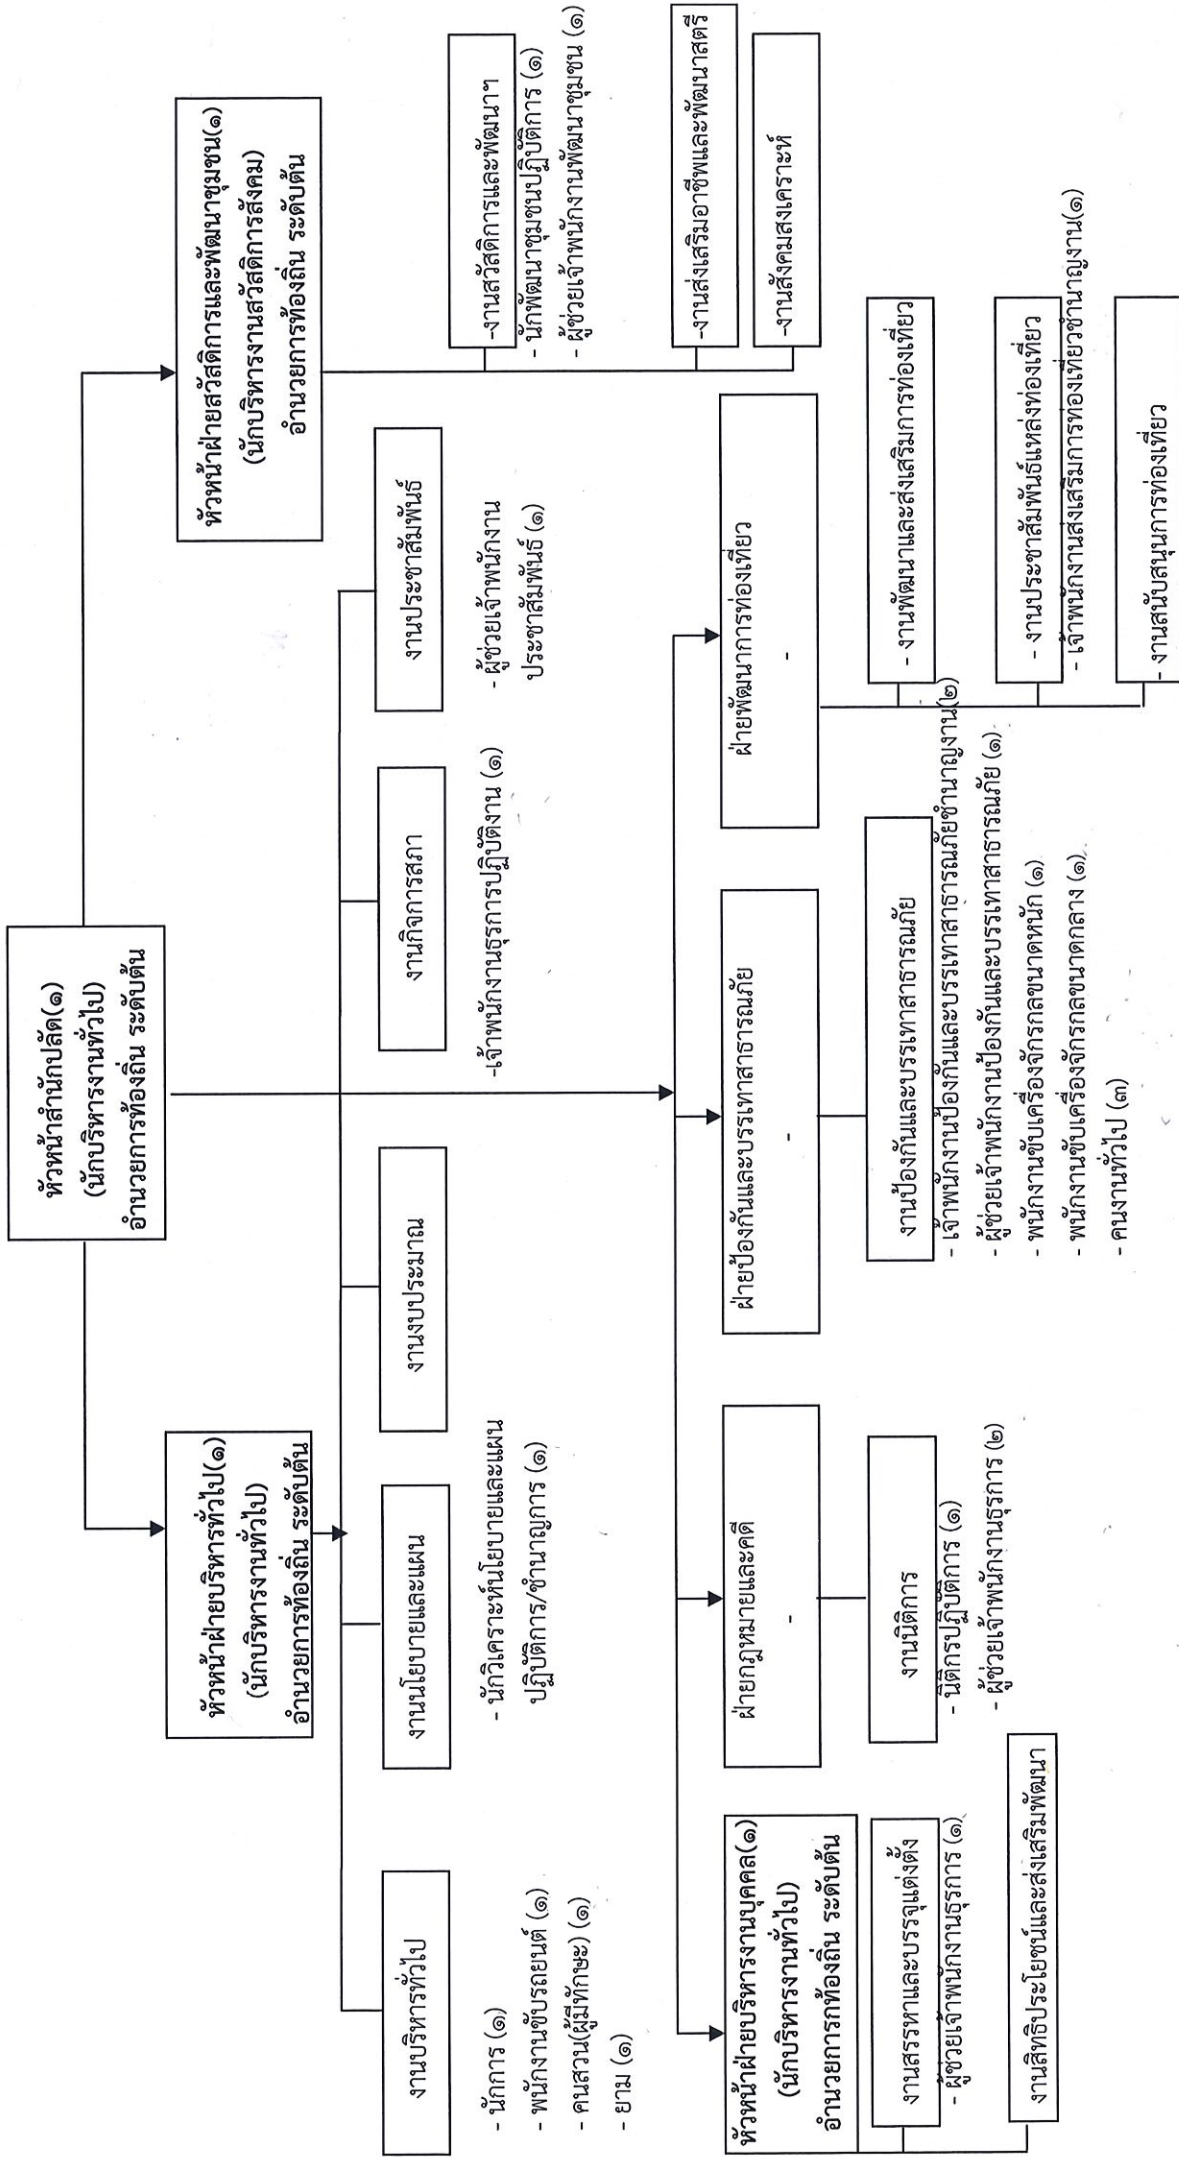 หัวหน้าสำนักปลัด(๑)
(นักบริหารงานทั่วไป)
อำนวยการท้องถิ่น ระดับต้น
หัวหน้าฝ่ายบริหารทั่วไป(๑)
(นักบริหารงานทั่วไป)
อำนวยการท้องถิ่น ระดับต้น
หัวหน้าฝ่ายสวัสดิการและพัฒนาชุมชน(๑)
(นักบริหารงานสวัสดิการสังคม)
อำนวยการท้องถิ่น ระดับต้น
งานบริหารทั่วไป
- นักการ (๑)
- พนักงานขับรถยนต์ (๑)
- คนสวน(ผู้มีทักษะ) (๑)
- ยาม (๑)
งานนโยบายและแผน
- นักวิเคราะห์นโยบายและแผน
ปฏิบัติการ/ชำนาญการ (๑)
งานงบประมาณ
งานกิจการสภา
-เจ้าพนักงานธุรการปฏิบัติงาน (๑)
งานประชาสัมพันธ์
- ผู้ช่วยเจ้าพนักงาน
ประชาสัมพันธ์ (๑)
-งานสวัสดิการและพัฒนาฯ
- นักพัฒนาชุมชนปฏิบัติการ (๑)
- ผู้ช่วยเจ้าพนักงานพัฒนาชุมชน (๑)
-งานส่งเสริมอาชีพและพัฒนาสตรี
-งานสังคมสงเคราะห์
หัวหน้าฝ่ายบริหารงานบุคคล(๑)
(นักบริหารงานทั่วไป)
อำนวยการกท้องถิ่น ระดับต้น
งานสรรหาและบรรจุแต่งตั้ง
- ผู้ช่วยเจ้าพนักงานธุรการ (๑)
งานสิทธิประโยชน์และส่งเสริมพัฒนา
ฝ่ายกฎหมายและคดี
-
งานนิติการ
- นิติกรปฏิบัติการ (๑)
- ผู้ช่วยเจ้าพนักงานธุรการ (๒)
ฝ่ายป้องกันและบรรเทาสาธารณภัย
-
งานป้องกันและบรรเทาสาธารณภัย
- เจ้าพนักงานป้องกันและบรรเทาสาธารณภัยชำนาญงาน(๒)
- ผู้ช่วยเจ้าพนักงานป้องกันและบรรเทาสาธารณภัย (๑)
- พนักงานขับเครื่องจักรกลขนาดหนัก (๑)
- พนักงานขับเครื่องจักรกลขนาดกลาง (๑)
- คนงานทั่วไป (๓)
ฝ่ายพัฒนาการท่องเที่ยว
-
- งานพัฒนาและส่งเสริมการท่องเที่ยว
- งานประชาสัมพันธ์แหล่งท่องเที่ยว
- เจ้าพนักงานส่งเสริมการท่องเที่ยวชำนาญงาน(๑)
- งานสนับสนุนการท่องเที่ยว